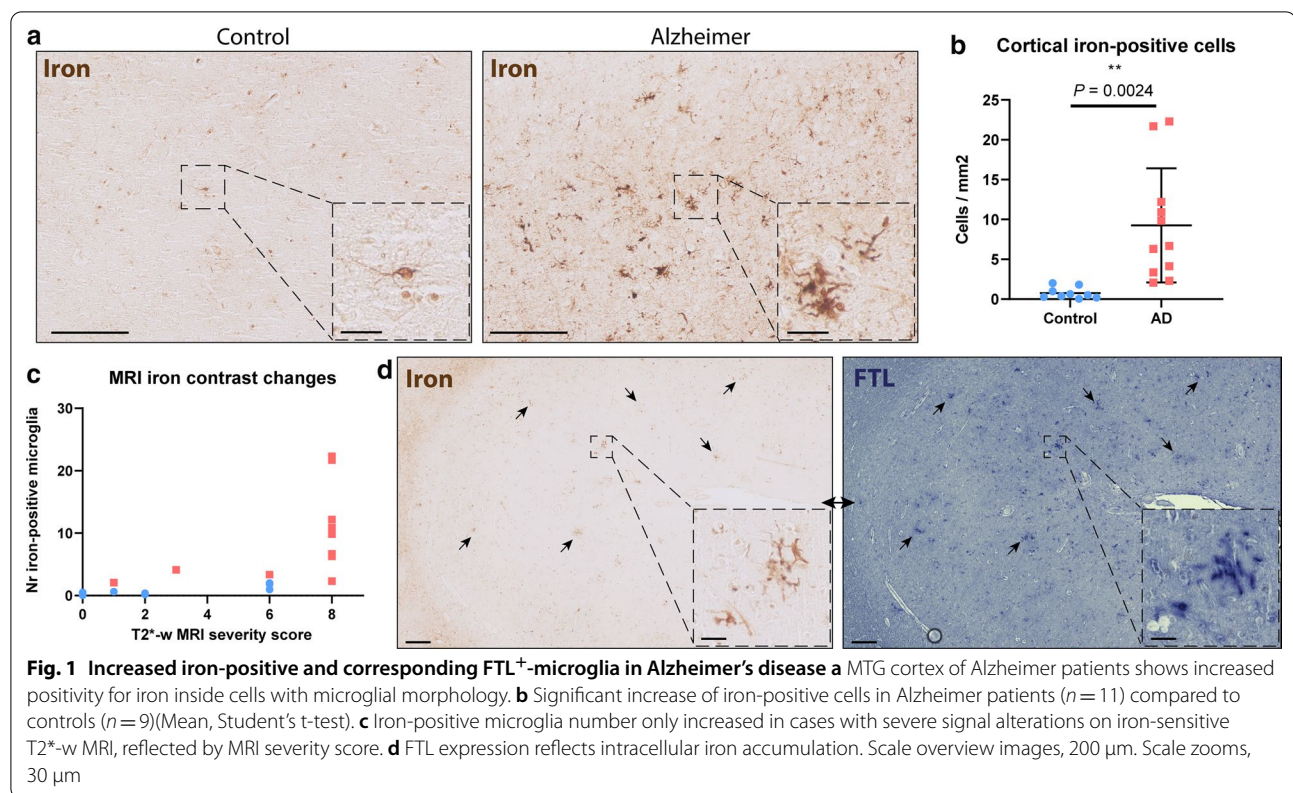 a
Control
Alzheimer
Iron
Iron
b
Cortical iron-positive cells
**
P = 0.0024
25
20
15
10
5
0
Cells / mm2
Control
AD
c
MRI iron contrast changes
30
20
10
0
Nr iron-positive microglia
0
2
4
6
8
T2*-w MRI severity score
d
Iron
FTL
Fig. 1 Increased iron-positive and corresponding FTL⁺-microglia in Alzheimer’s disease a MTG cortex of Alzheimer patients shows increased
positivity for iron inside cells with microglial morphology. b Significant increase of iron-positive cells in Alzheimer patients (n = 11) compared to
controls (n = 9)(Mean, Student’s t-test). c Iron-positive microglia number only increased in cases with severe signal alterations on iron-sensitive
T2*-w MRI, reflected by MRI severity score. d FTL expression reflects intracellular iron accumulation. Scale overview images, 200 µm. Scale zooms,
30 µm